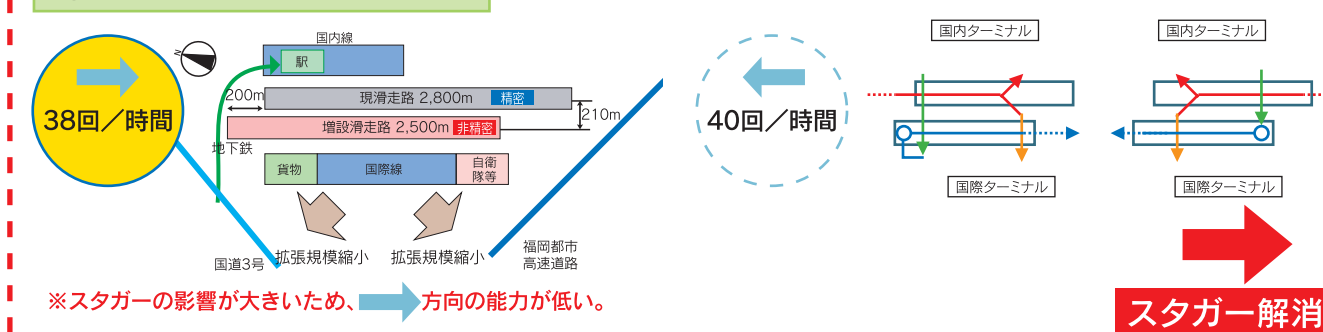 国内線
N
駅
38回／時間
200m
現滑走路 2,800m 精密
増設滑走路 2,500m 非精密
210m
地下鉄
貨物
国際線
自衛
隊等
国道3号
拡張規模縮小
拡張規模縮小
福岡都市
高速道路
※スタガーの影響が大きいため、
方向の能力が低い。
40回／時間
国内ターミナル
国内ターミナル
国際ターミナル
国際ターミナル
スタガー解消